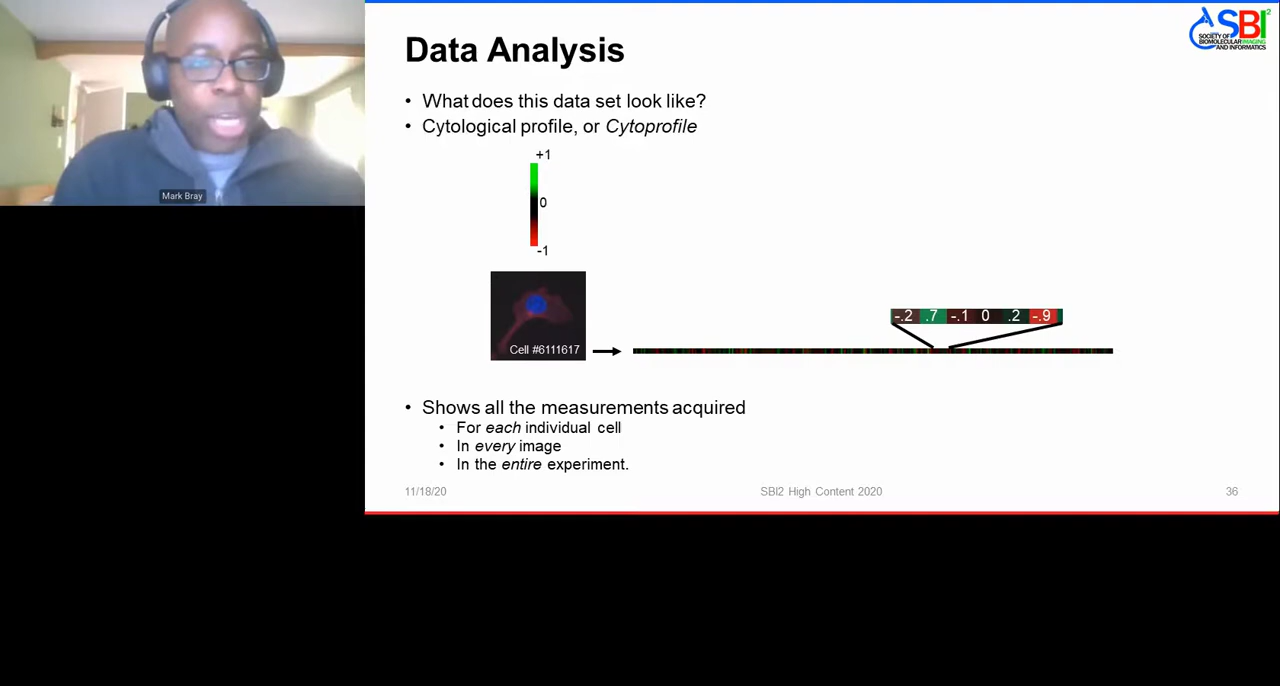 Data Analysis
SBI2
SOCIETY OF
BIOMOLECULAR IMAGING
AND INFORMATICS
• What does this data set look like?
• Cytological profile, or Cytoprofile
+1
0
-1
Mark Bray
-.2 .7 -.1 0 .2 -.9
Cell #6111617
• Shows all the measurements acquired
• For each individual cell
• In every image
• In the entire experiment.
11/18/20 SBI2 High Content 2020 36